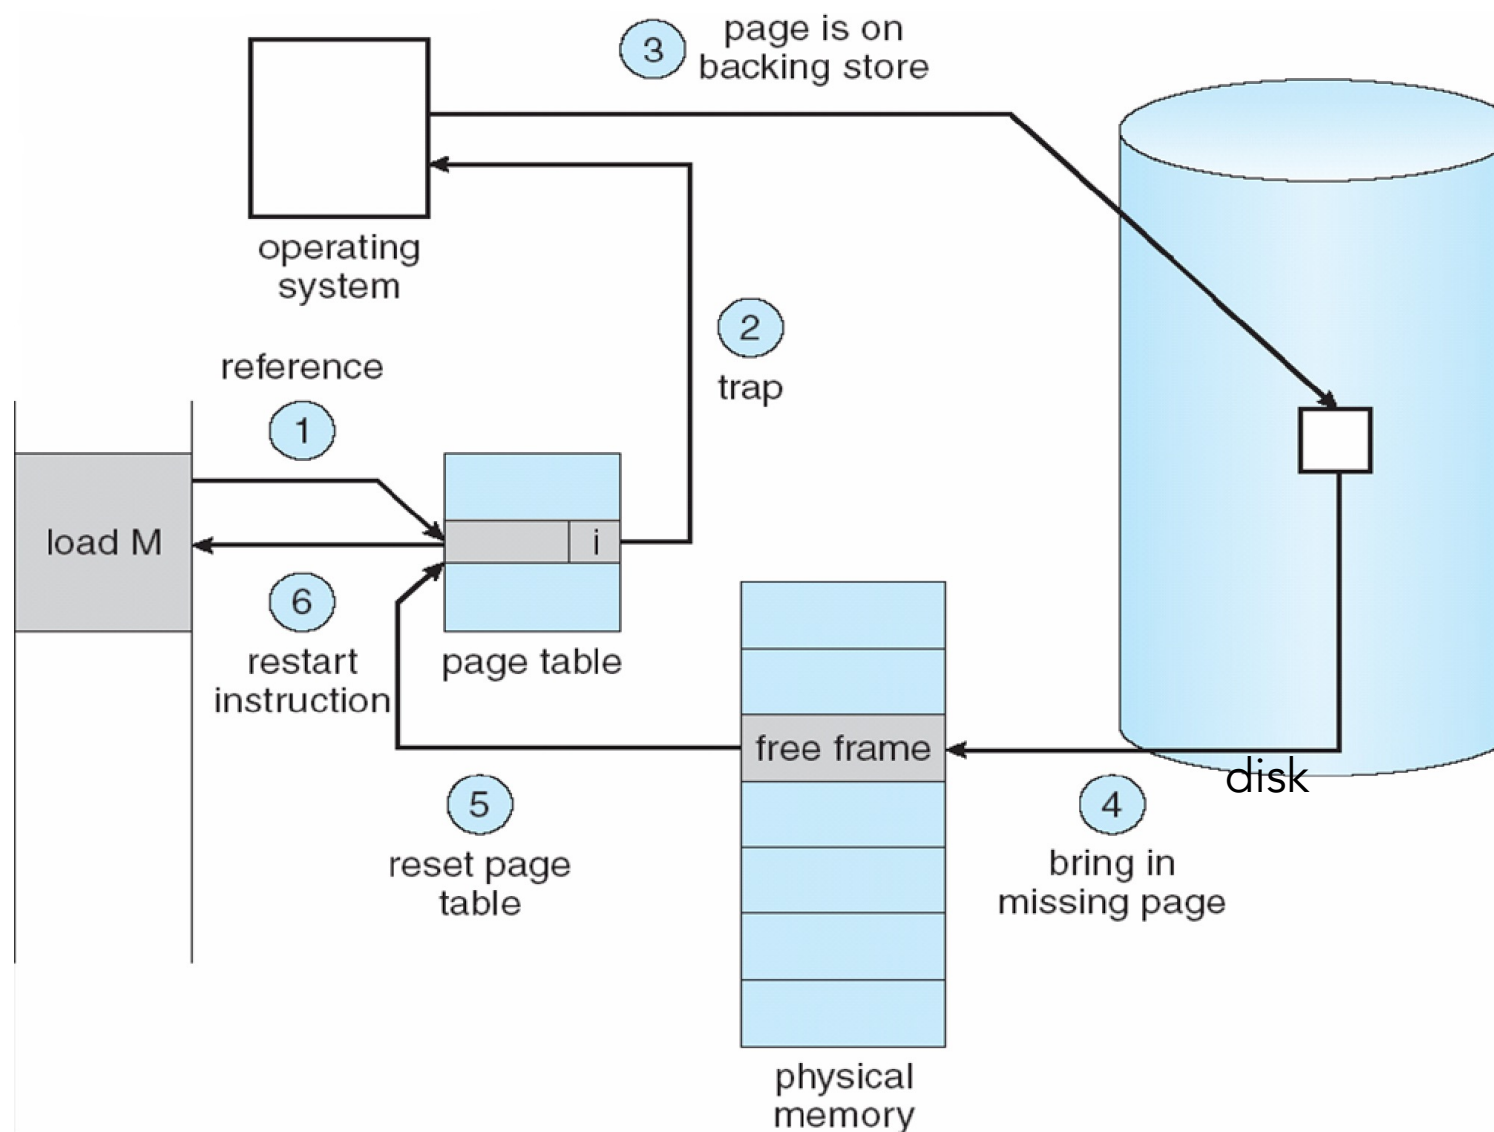 3
page is on
backing store
operating
system
2
trap
reference
1
load M
i
6
restart
instruction
page table
free frame
disk
5
reset page
table
4
bring in
missing page
physical
memory